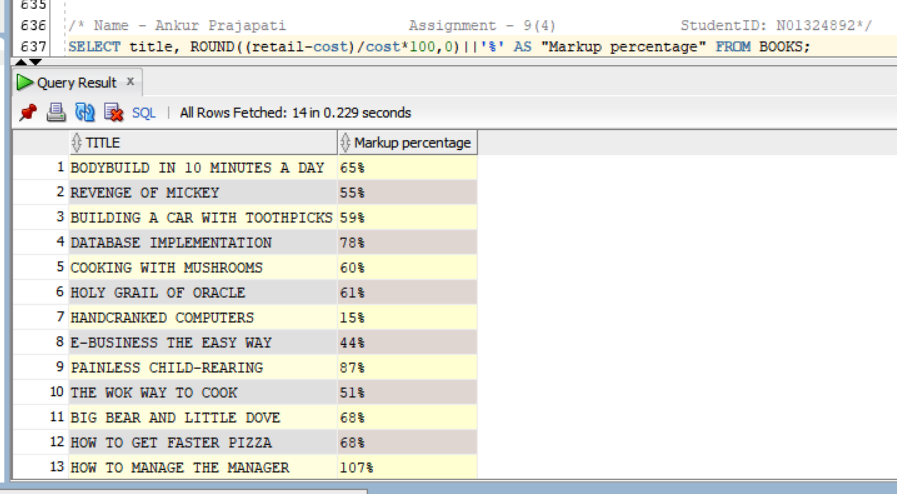 635
636 /* Name - Ankur Prajapati Assignment - 9(4) StudentID: N01324892*/
637 SELECT title, ROUND((retail-cost)/cost*100,0)||'%' AS "Markup percentage" FROM BOOKS;
Query Result x
SQL | All Rows Fetched: 14 in 0.229 seconds
TITLE Markup percentage
1 BODYBUILD IN 10 MINUTES A DAY 65%
2 REVENGE OF MICKEY 55%
3 BUILDING A CAR WITH TOOTHPICKS 59%
4 DATABASE IMPLEMENTATION 78%
5 COOKING WITH MUSHROOMS 60%
6 HOLY GRAIL OF ORACLE 61%
7 HANDCRANKED COMPUTERS 15%
8 E-BUSINESS THE EASY WAY 44%
9 PAINLESS CHILD-REARING 87%
10 THE WOK WAY TO COOK 51%
11 BIG BEAR AND LITTLE DOVE 68%
12 HOW TO GET FASTER PIZZA 68%
13 HOW TO MANAGE THE MANAGER 107%